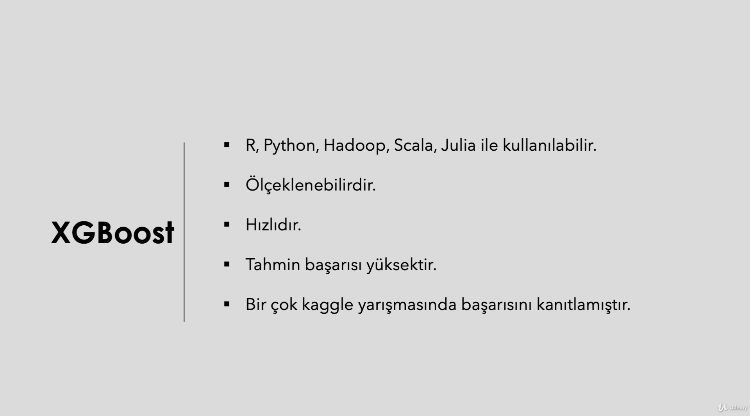 R, Python, Hadoop, Scala, Julia ile kullanılabilir.
Ölçeklenebilirdir.
Hızlıdır.
XGBoost
Tahmin başarısı yüksektir.
Bir çok kaggle yarışmasında başarısını kanıtlamıştır.